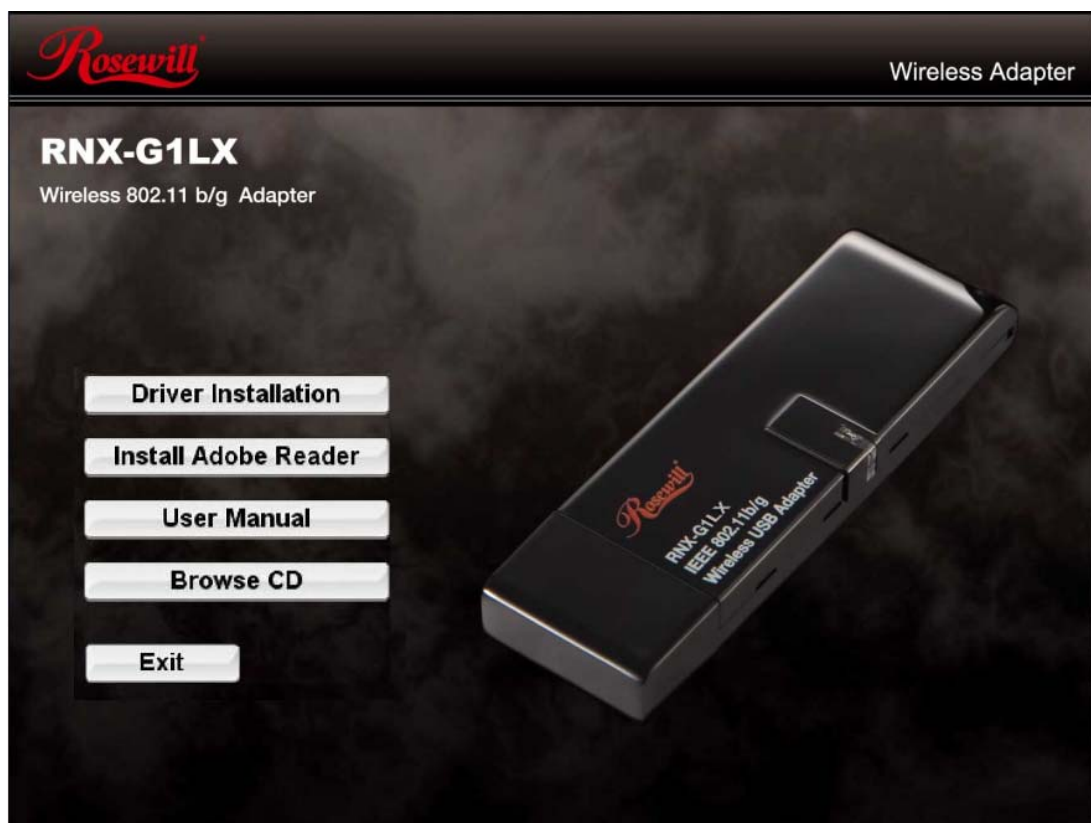 Rosewill
Wireless Adapter
RNX-G1LX
Wireless 802.11 b/g Adapter
Driver Installation
Install Adobe Reader
User Manual
Browse CD
Exit
Rosewill
RNX-G1LX
IEEE 802.11b/g
Wireless USB Adapter